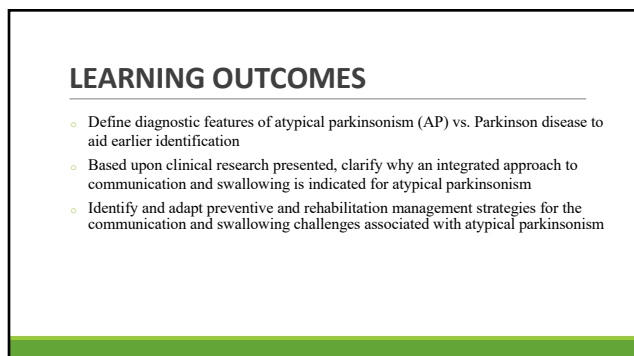 LEARNING OUTCOMES
Define diagnostic features of atypical parkinsonism (AP) vs. Parkinson disease to
aid earlier identification
Based upon clinical research presented, clarify why an integrated approach to
communication and swallowing is indicated for atypical parkinsonism
Identify and adapt preventive and rehabilitation management strategies for the
communication and swallowing challenges associated with atypical parkinsonism